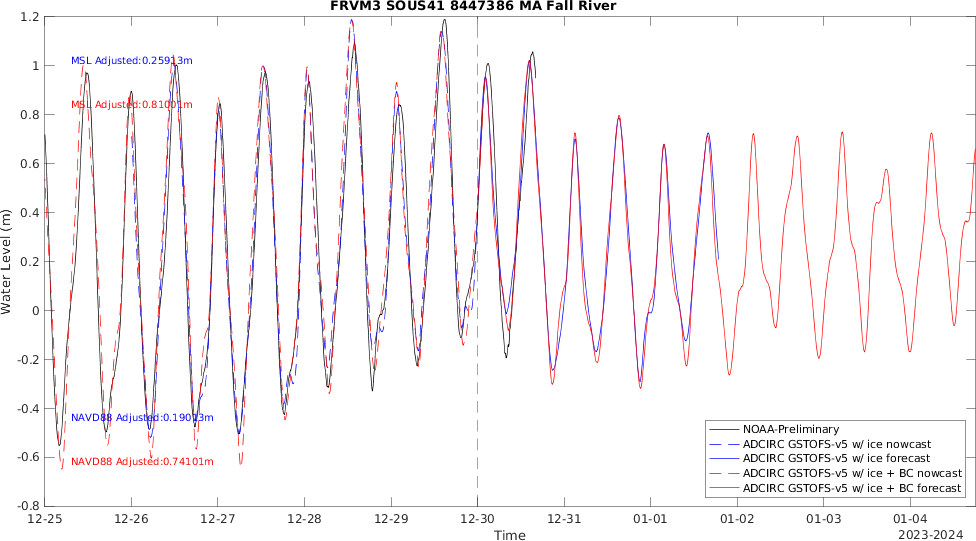 FRVM3 SOUS41 8447386 MA Fall River
Water Level (m)
1.2
1
0.8
0.6
0.4
0.2
0
-0.2
-0.4
-0.6
-0.8
MSL Adjusted:0.25913m
MSL Adjusted:0.81001m
NAVD88 Adjusted:0.19013m
NAVD88 Adjusted:0.74101m
NOAA-Preliminary
ADCIRC GSTOFS-v5 w/ ice nowcast
ADCIRC GSTOFS-v5 w/ ice forecast
ADCIRC GSTOFS-v5 w/ ice + BC nowcast
ADCIRC GSTOFS-v5 w/ ice + BC forecast
12-25 12-26 12-27 12-28 12-29 12-30 12-31 01-01 01-02 01-03 01-04
Time
2023-2024